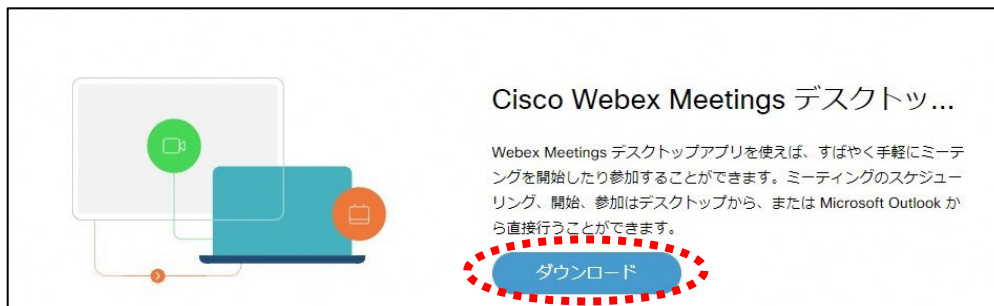 Cisco Webex Meetings デスクトッ...
Webex Meetings デスクトップアプリを使えば、すばやく手軽にミーテ
ィングを開始したり参加することができます。ミーティングのスケジュー
リング、開始、参加はデスクトップから、または Microsoft Outlook か
ら直接行うことができます。
ダウンロード